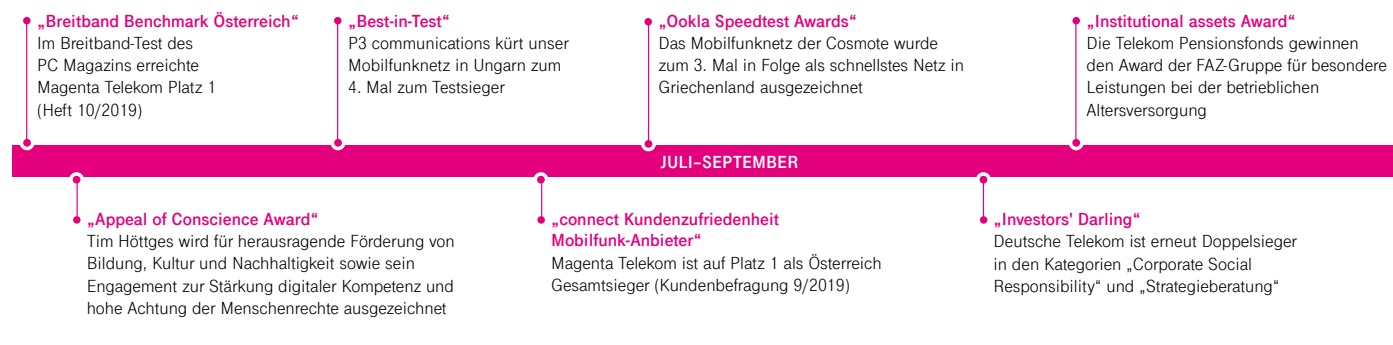 „Breitband Benchmark Österreich“
Im Breitband-Test des
PC Magazins erreichte
Magenta Telekom Platz 1
(Heft 10/2019)
„Best-in-Test“
P3 communications kürt unser
Mobilfunknetz in Ungarn zum
4. Mal zum Testsieger
„Ookla Speedtest Awards“
Das Mobilfunknetz der Cosmote wurde
zum 3. Mal in Folge als schnellstes Netz in
Griechenland ausgezeichnet
„Institutional assets Award“
Die Telekom Pensionsfonds gewinnen
den Award der FAZ-Gruppe für besondere
Leistungen bei der betrieblichen
Altersversorgung
JULI–SEPTEMBER
„Appeal of Conscience Award“
Tim Höttges wird für herausragende Förderung von
Bildung, Kultur und Nachhaltigkeit sowie sein
Engagement zur Stärkung digitaler Kompetenz und
hohe Achtung der Menschenrechte ausgezeichnet
„connect Kundenzufriedenheit
Mobilfunk-Anbieter“
Magenta Telekom ist auf Platz 1 als Österreich
Gesamtsieger (Kundenbefragung 9/2019)
„Investors' Darling“
Deutsche Telekom ist erneut Doppelsieger
in den Kategorien „Corporate Social
Responsibility“ und „Strategieberatung“